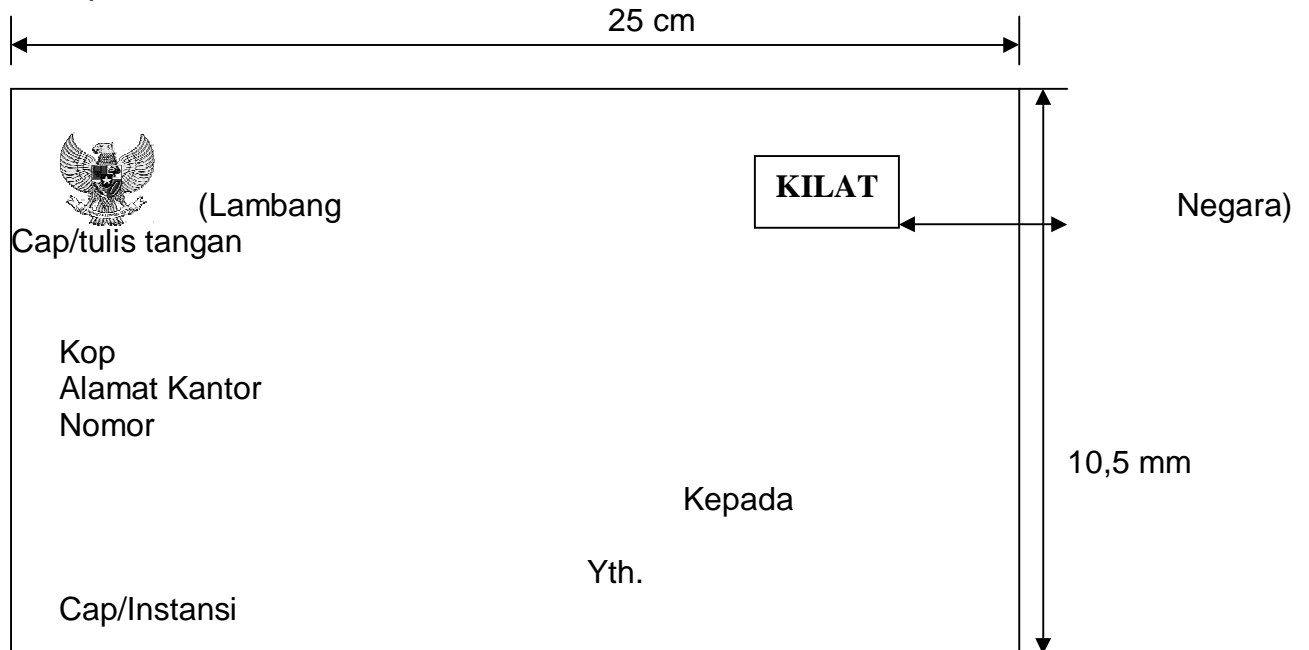 25 cm
KILAT
(Lambang Negara)
Cap/tulis tangan
Kop
Alamat Kantor
Nomor
10,5 mm
Kepada
Yth.
Cap/Instansi